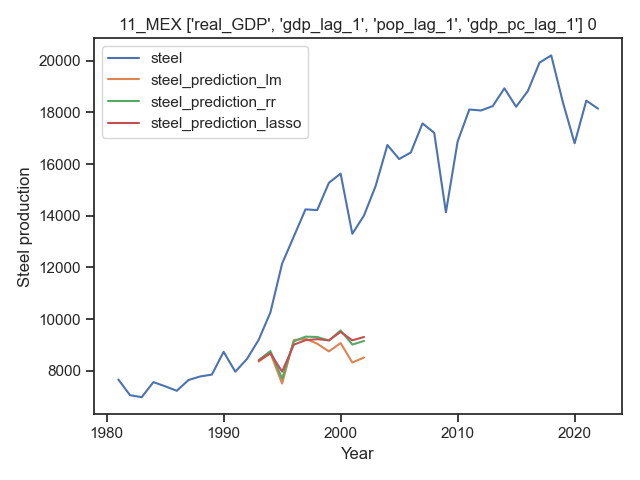 11_MEX ['real_GDP', 'gdp_lag_1', 'pop_lag_1', 'gdp_pc_lag_1'] 0
steel
steel_prediction_lm
steel_prediction_rr
steel_prediction_lasso
20000
18000
16000
14000
12000
10000
8000
Steel production
1980
1990
2000
2010
2020
Year